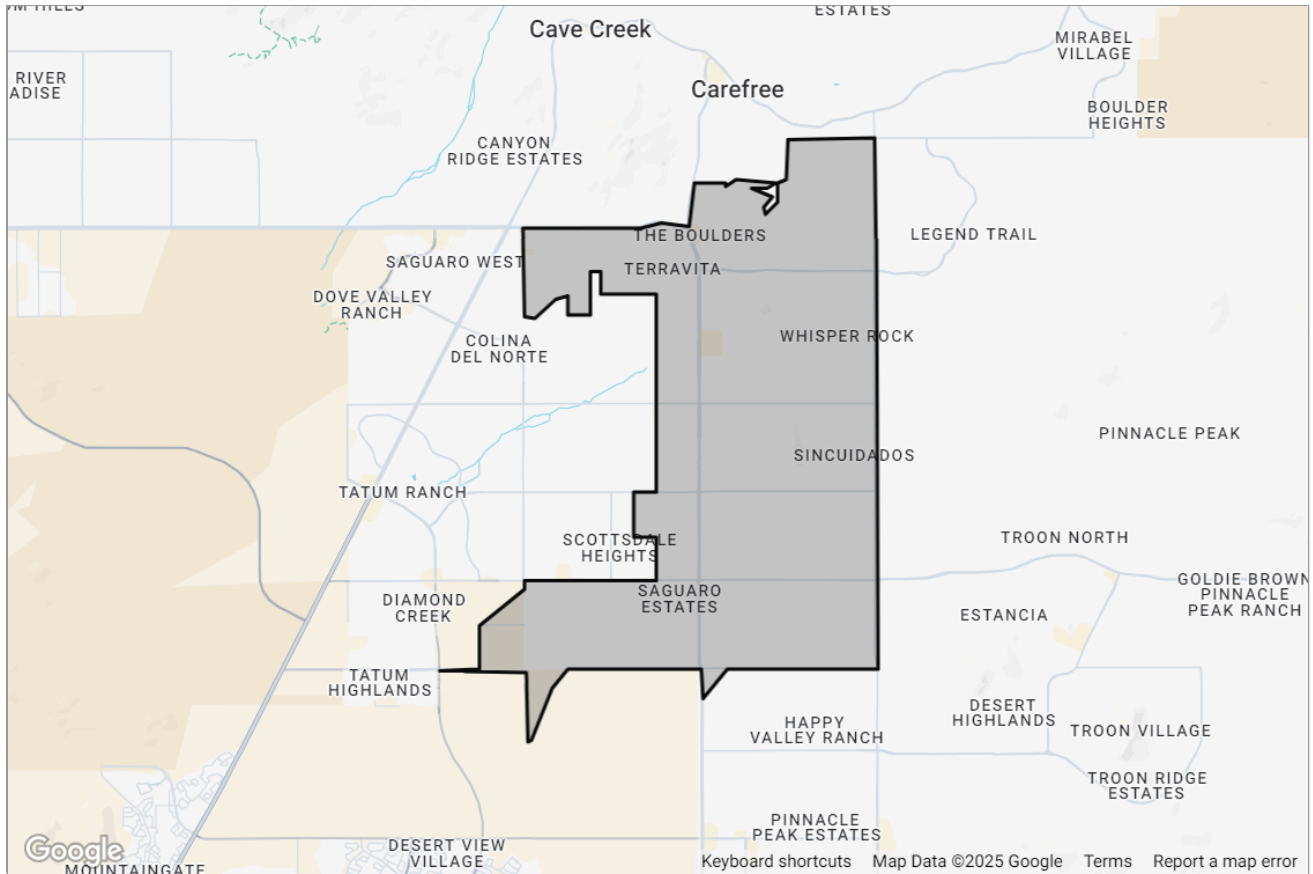 Cave Creek
ESTATES
MIRABEL
VILLAGE
RIVER
Carefree
BOULDER
HEIGHTS
CANYON
RIDGE ESTATES
THE BOULDERS
LEGEND TRAIL
SAGUARO WEST
TERRAVITA
DOVE VALLEY
RANCH
WHISPER ROCK
COLINA
DEL NORTE
PINNACLE PEAK
SINCUIDADOS
TATUM RANCH
SCOTTSDALE
HEIGHTS
TROON NORTH
GOLDIE BROWN
PINNACLE
PEAK RANCH
DIAMOND
CREEK
SAGUARO
ESTATES
ESTANCIA
TATUM
HIGHLANDS
DESERT
HIGHLANDS
HAPPY
VALLEY RANCH
TROON VILLAGE
TROON RIDGE
ESTATES
PINNACLE
PEAK ESTATES
DESERT VIEW
VILLAGE
Google
MOUNTAINGATE
Keyboard shortcuts Map Data ©2025 Google Terms Report a map error